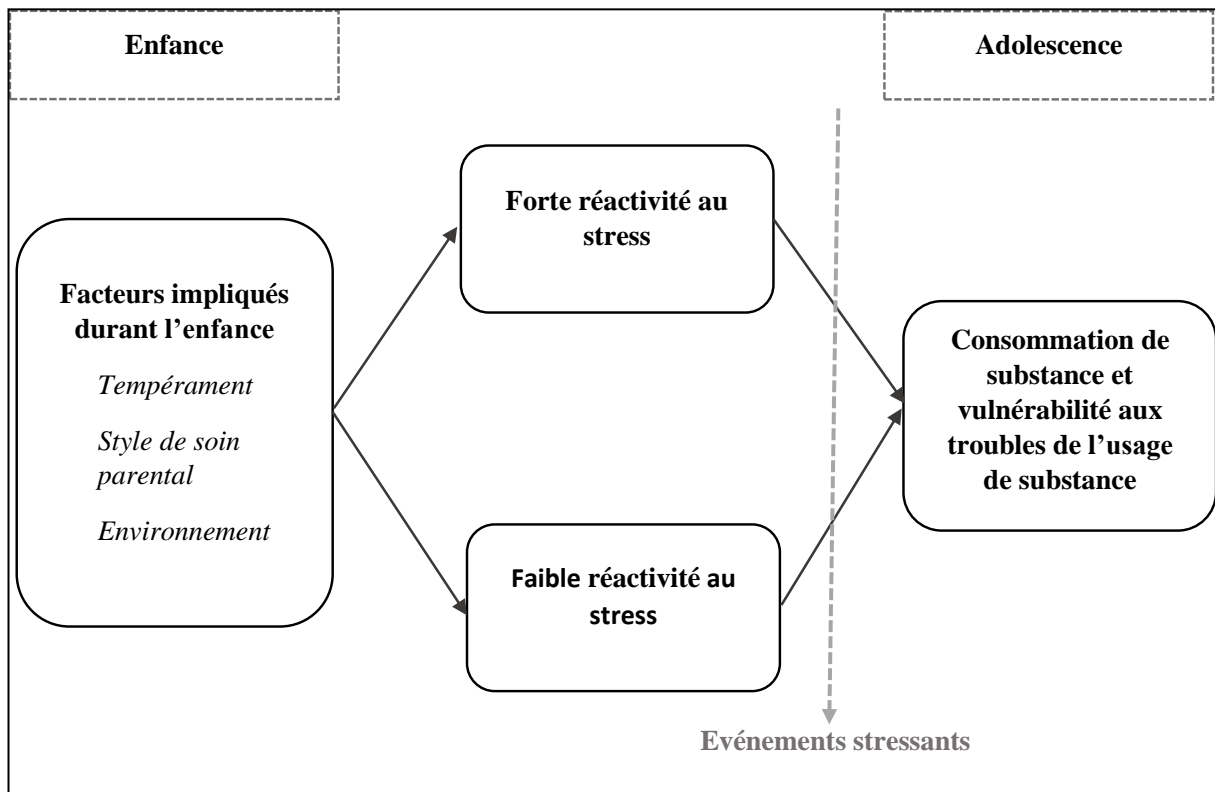 Enfance
Adolescence
Forte réactivité au
stress
Facteurs impliqués
durant l’enfance
Tempérament
Style de soin
parental
Environnement
Consommation de
substance et
vulnérabilité aux
troubles de l’usage
de substance
Faible réactivité au
stress
Evénements stressants